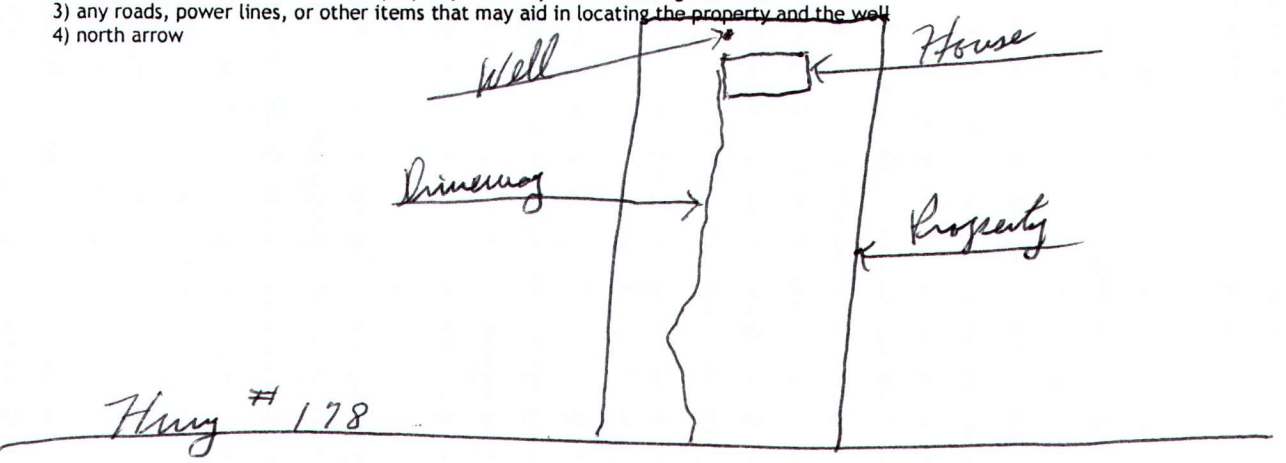 3) any roads, power lines, or other items that may aid in locating the property and the well
4) north arrow
Well
House
Driveway
Property
Hwy # 178